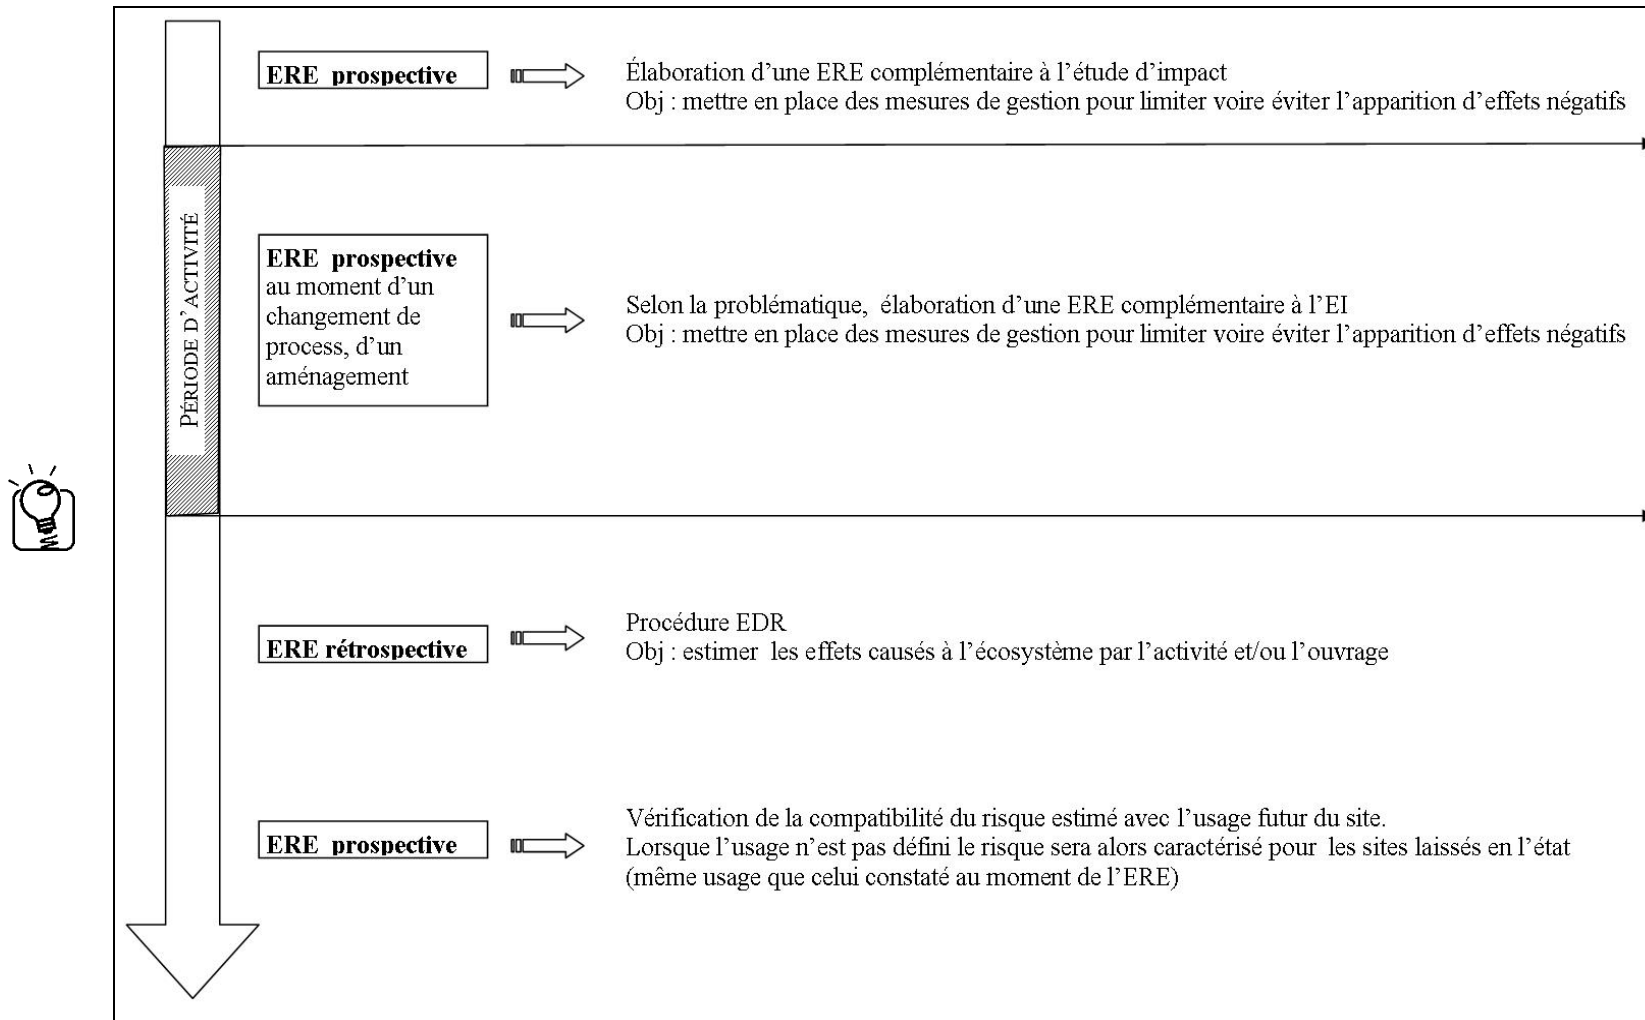 ERE prospective
Élaboration d’une ERE complémentaire à l’étude d’impact
Obj : mettre en place des mesures de gestion pour limiter voire éviter l’apparition d’effets négatifs
PÉRIODE D’ACTIVITÉ
ERE prospective
au moment d’un
changement de
process, d’un
aménagement
Selon la problématique, élaboration d’une ERE complémentaire à l’EI
Obj : mettre en place des mesures de gestion pour limiter voire éviter l’apparition d’effets négatifs
ERE rétrospective
Procédure EDR
Obj : estimer les effets causés à l’écosystème par l’activité et/ou l’ouvrage
ERE prospective
Vérification de la compatibilité du risque estimé avec l’usage futur du site.
Lorsque l’usage n’est pas défini le risque sera alors caractérisé pour les sites laissés en l’état
(même usage que celui constaté au moment de l’ERE)